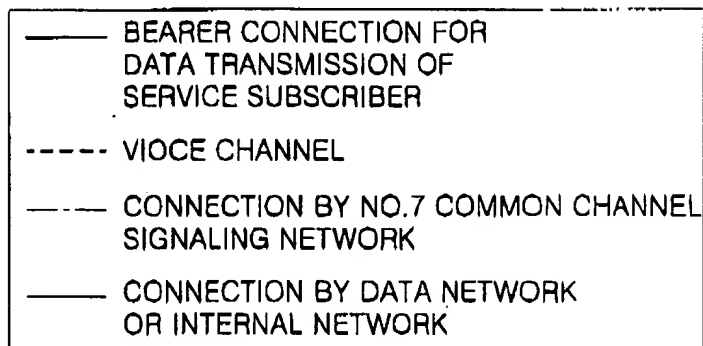 BEARER CONNECTION FOR
DATA TRANSMISSION OF
SERVICE SUBSCRIBER
VIOCE CHANNEL
CONNECTION BY NO.7 COMMON CHANNEL
SIGNALING NETWORK
CONNECTION BY DATA NETWORK
OR INTERNAL NETWORK